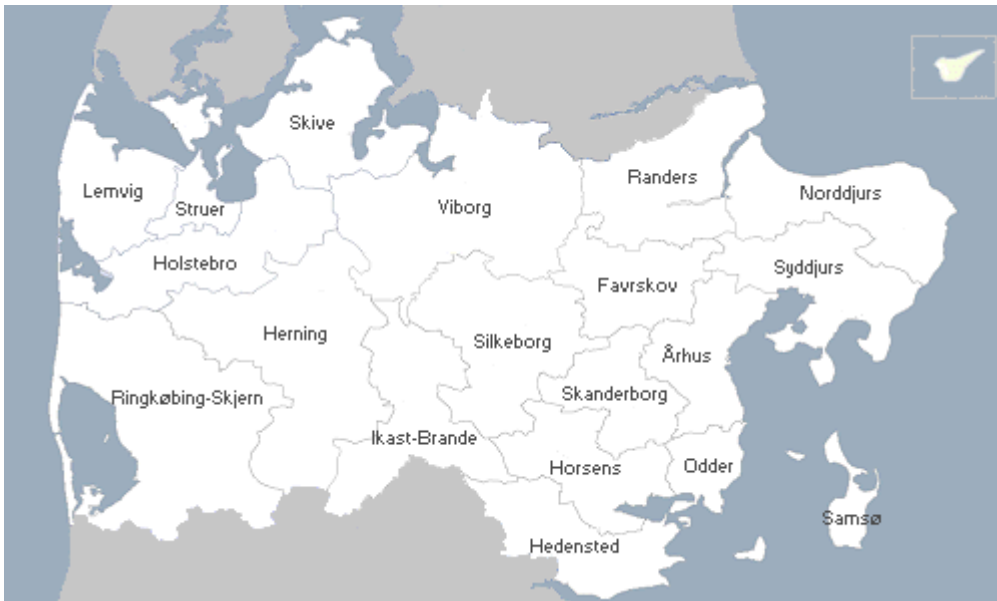 Skive
Randers
Lemvig
Norddjurs
Struer
Viborg
Holstebro
Syddjurs
Favrskov
Herning
Silkeborg
Århus
Skanderborg
Ringkøbing-Skjern
Ikast-Brande
Horsens
Odder
Samsø
Hedensted